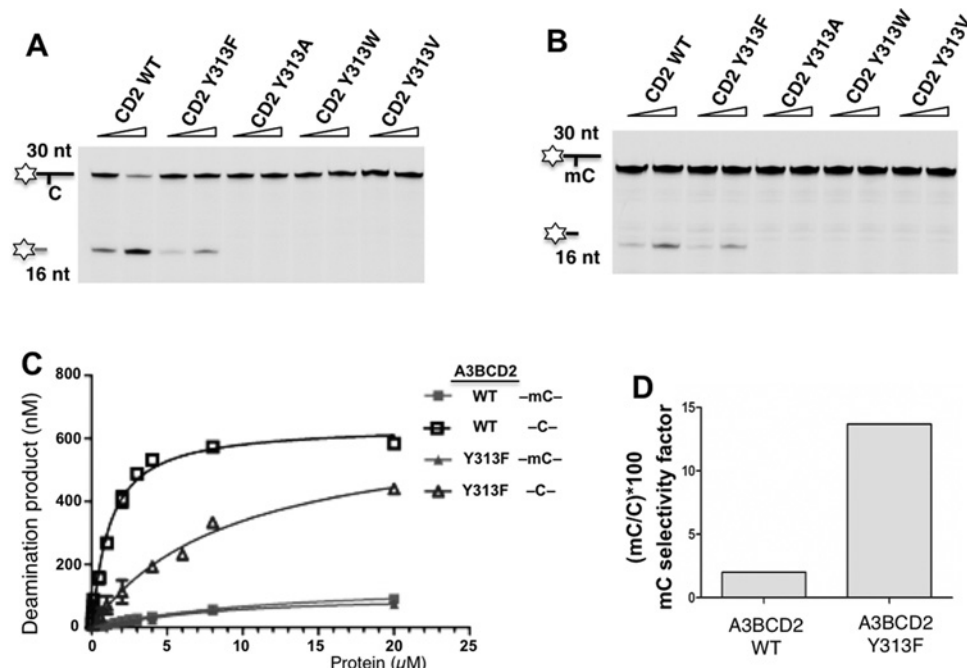 A
CD2 WT
CD2 Y313F
CD2 Y313A
CD2 Y313W
CD2 Y313V
30 nt
C
16 nt
B
CD2 WT
CD2 Y313F
CD2 Y313A
CD2 Y313W
CD2 Y313V
30 nt
mC
16 nt
C
Deamination product (nM)
800
600
400
200
0
0 5 10 15 20 25
Protein (µM)
A3BCD2
WT –mC–
WT –C–
Y313F –mC–
Y313F –C–
D
(mC/C)*100
mC selectivity factor
15
10
5
0
A3BCD2 WT
A3BCD2 Y313F